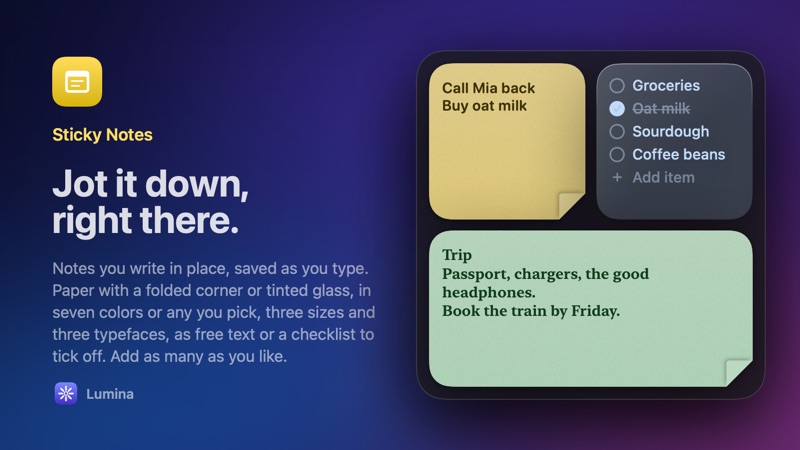 Sticky Notes
Jot it down,
right there.
Notes you write in place, saved as you type.
Paper with a folded corner or tinted glass, in
seven colors or any you pick, three sizes and
three typefaces, as free text or a checklist to
tick off. Add as many as you like.
Lumina
Call Mia back
Buy oat milk
Groceries
Oat milk
Sourdough
Coffee beans
+ Add item
Trip
Passport, chargers, the good
headphones.
Book the train by Friday.